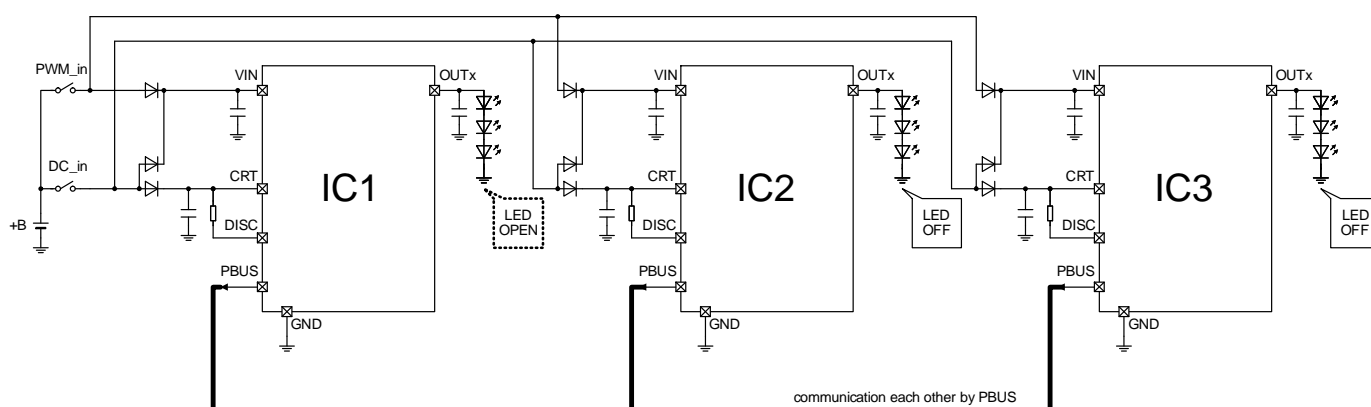 PWM_in
DC_in
+B
VIN
CRT
DISC
PBUS
GND
OUTx
IC1
LED
OPEN
VIN
CRT
DISC
PBUS
GND
OUTx
IC2
LED
OFF
VIN
CRT
DISC
PBUS
GND
OUTx
IC3
LED
OFF
communication each other by PBUS